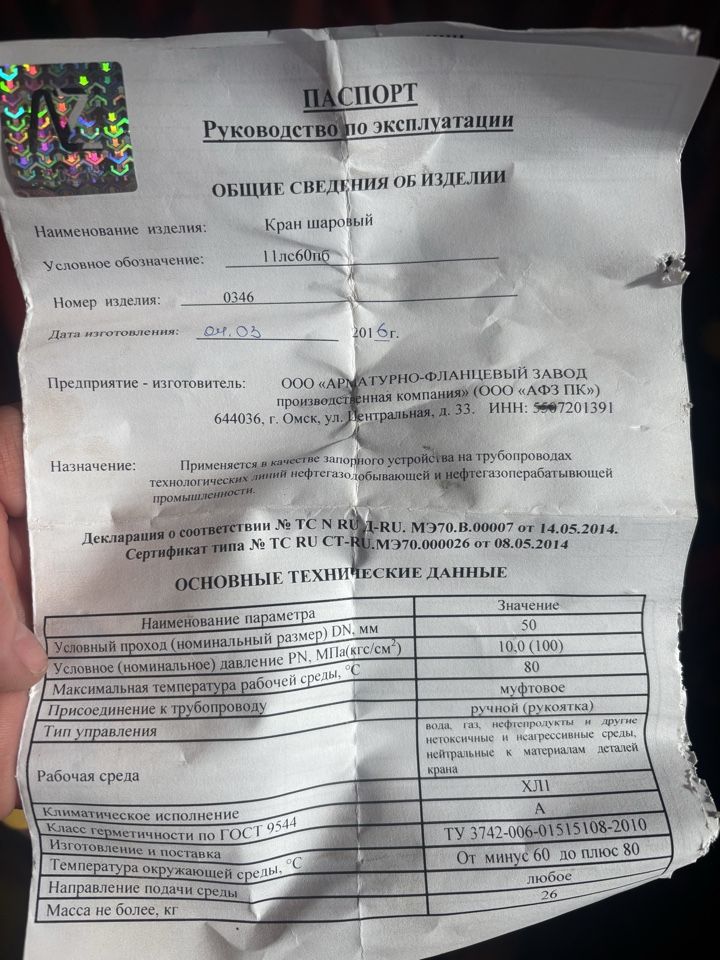 AZ
ПАСПОРТ
Руководство по эксплуатации
ОБЩИЕ СВЕДЕНИЯ ОБ ИЗДЕЛИИ
Наименование изделия: Кран шаровый
Условное обозначение: 11лс60пб
Номер изделия: 0346
Дата изготовления: 04.03 2016г.
Предприятие - изготовитель: ООО «АРМАТУРНО-ФЛАНЦЕВЫЙ ЗАВОД
производственная компания» (ООО «АФЗ ПК»)
644036, г. Омск, ул. Центральная, д. 33. ИНН: 5507201391
Назначение: Применяется в качестве запорного устройства на трубопроводах
технологических линий нефтегазодобывающей и нефтегазоперабатывющей
промышленности.
Декларация о соответствии № ТС N RU Д-RU. МЭ70.В.00007 от 14.05.2014.
Сертификат типа № ТС RU СТ-RU.МЭ70.000026 от 08.05.2014
ОСНОВНЫЕ ТЕХНИЧЕСКИЕ ДАННЫЕ
Наименование параметра Значение
Условный проход (номинальный размер) DN, мм 50
Условное (номинальное) давление PN, МПа(кгс/см²) 10,0 (100)
Максимальная температура рабочей среды, °С 80
Присоединение к трубопроводу муфтовое
Тип управления ручной (рукоятка)
Рабочая среда вода, газ, нефтепродукты и другие
нетоксичные и неагрессивные среды,
нейтральные к материалам деталей
крана
Климатическое исполнение ХЛ1
Класс герметичности по ГОСТ 9544 А
Изготовление и поставка ТУ 3742-006-01515108-2010
Температура окружающей среды, °С От минус 60 до плюс 80
Направление подачи среды любое
Масса не более, кг 26